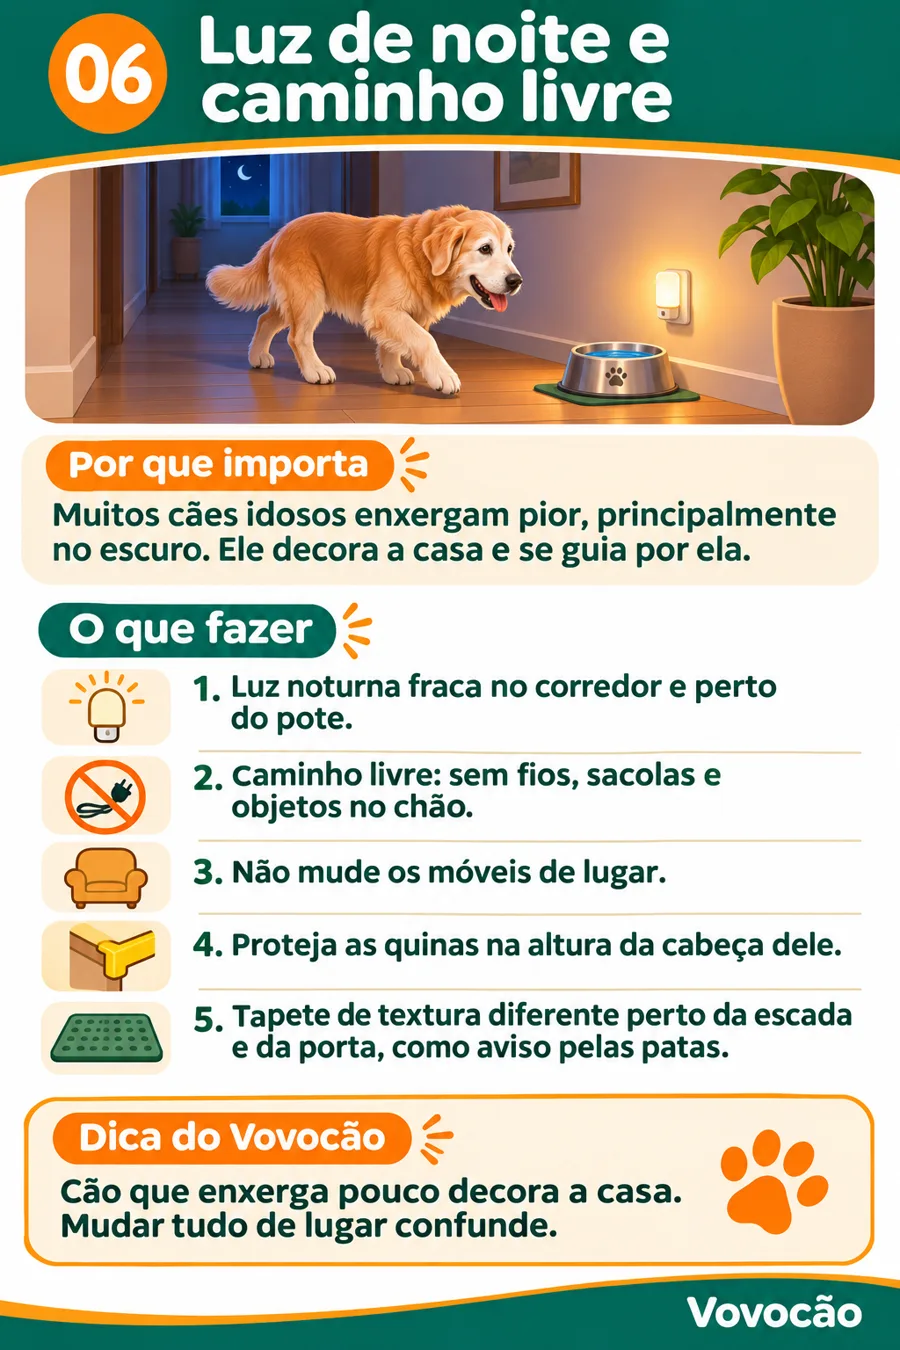 06
Luz de noite e
caminho livre
Por que importa
Muitos cães idosos enxergam pior, principalmente
no escuro. Ele decora a casa e se guia por ela.
O que fazer
1. Luz noturna fraca no corredor e perto
do pote.
2. Caminho livre: sem fios, sacolas e
objetos no chão.
3. Não mude os móveis de lugar.
4. Proteja as quinas na altura da cabeça dele.
5. Tapete de textura diferente perto da escada
e da porta, como aviso pelas patas.
Dica do Vovocão
Cão que enxerga pouco decora a casa.
Mudar tudo de lugar confunde.
Vovocão